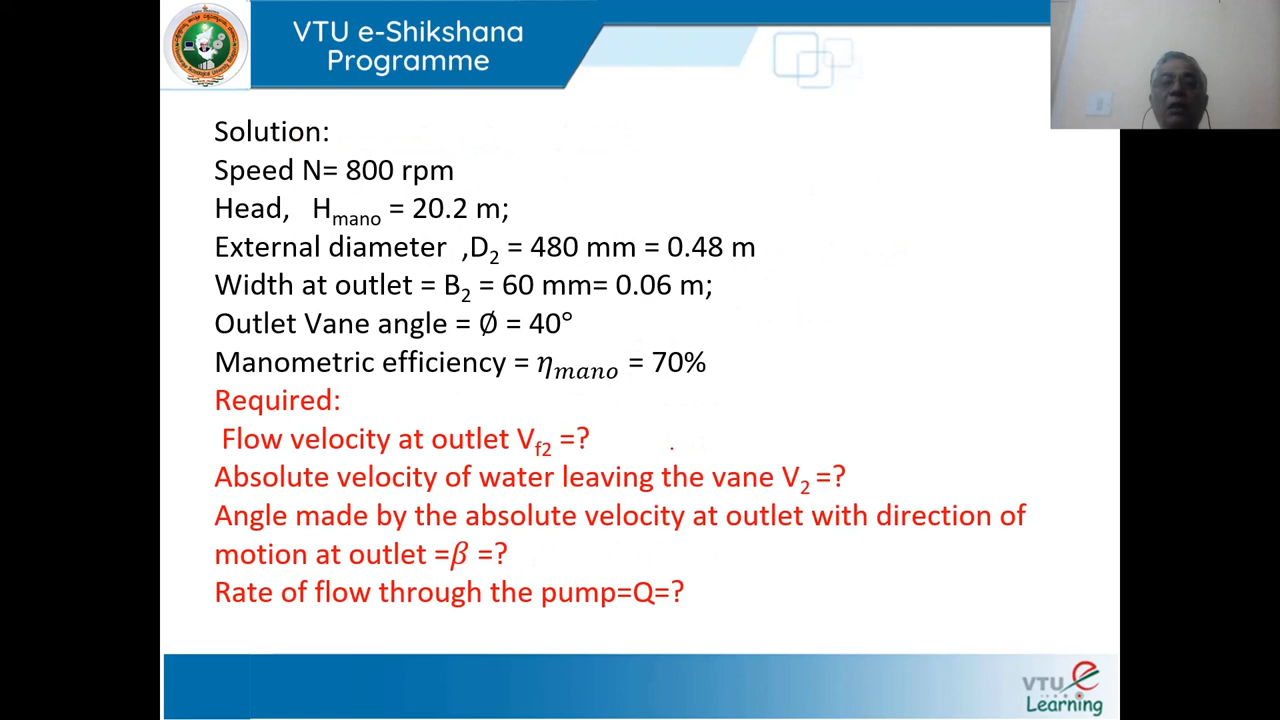 VTU e-Shikshana
Programme
Solution:
Speed N= 800 rpm
Head, Hmano = 20.2 m;
External diameter ,D2 = 480 mm = 0.48 m
Width at outlet = B2 = 60 mm= 0.06 m;
Outlet Vane angle = Ø = 40°
Manometric efficiency = ηmano = 70%
Required:
Flow velocity at outlet Vf2 =?
Absolute velocity of water leaving the vane V2 =?
Angle made by the absolute velocity at outlet with direction of
motion at outlet =β =?
Rate of flow through the pump=Q=?
VTU e
Learning